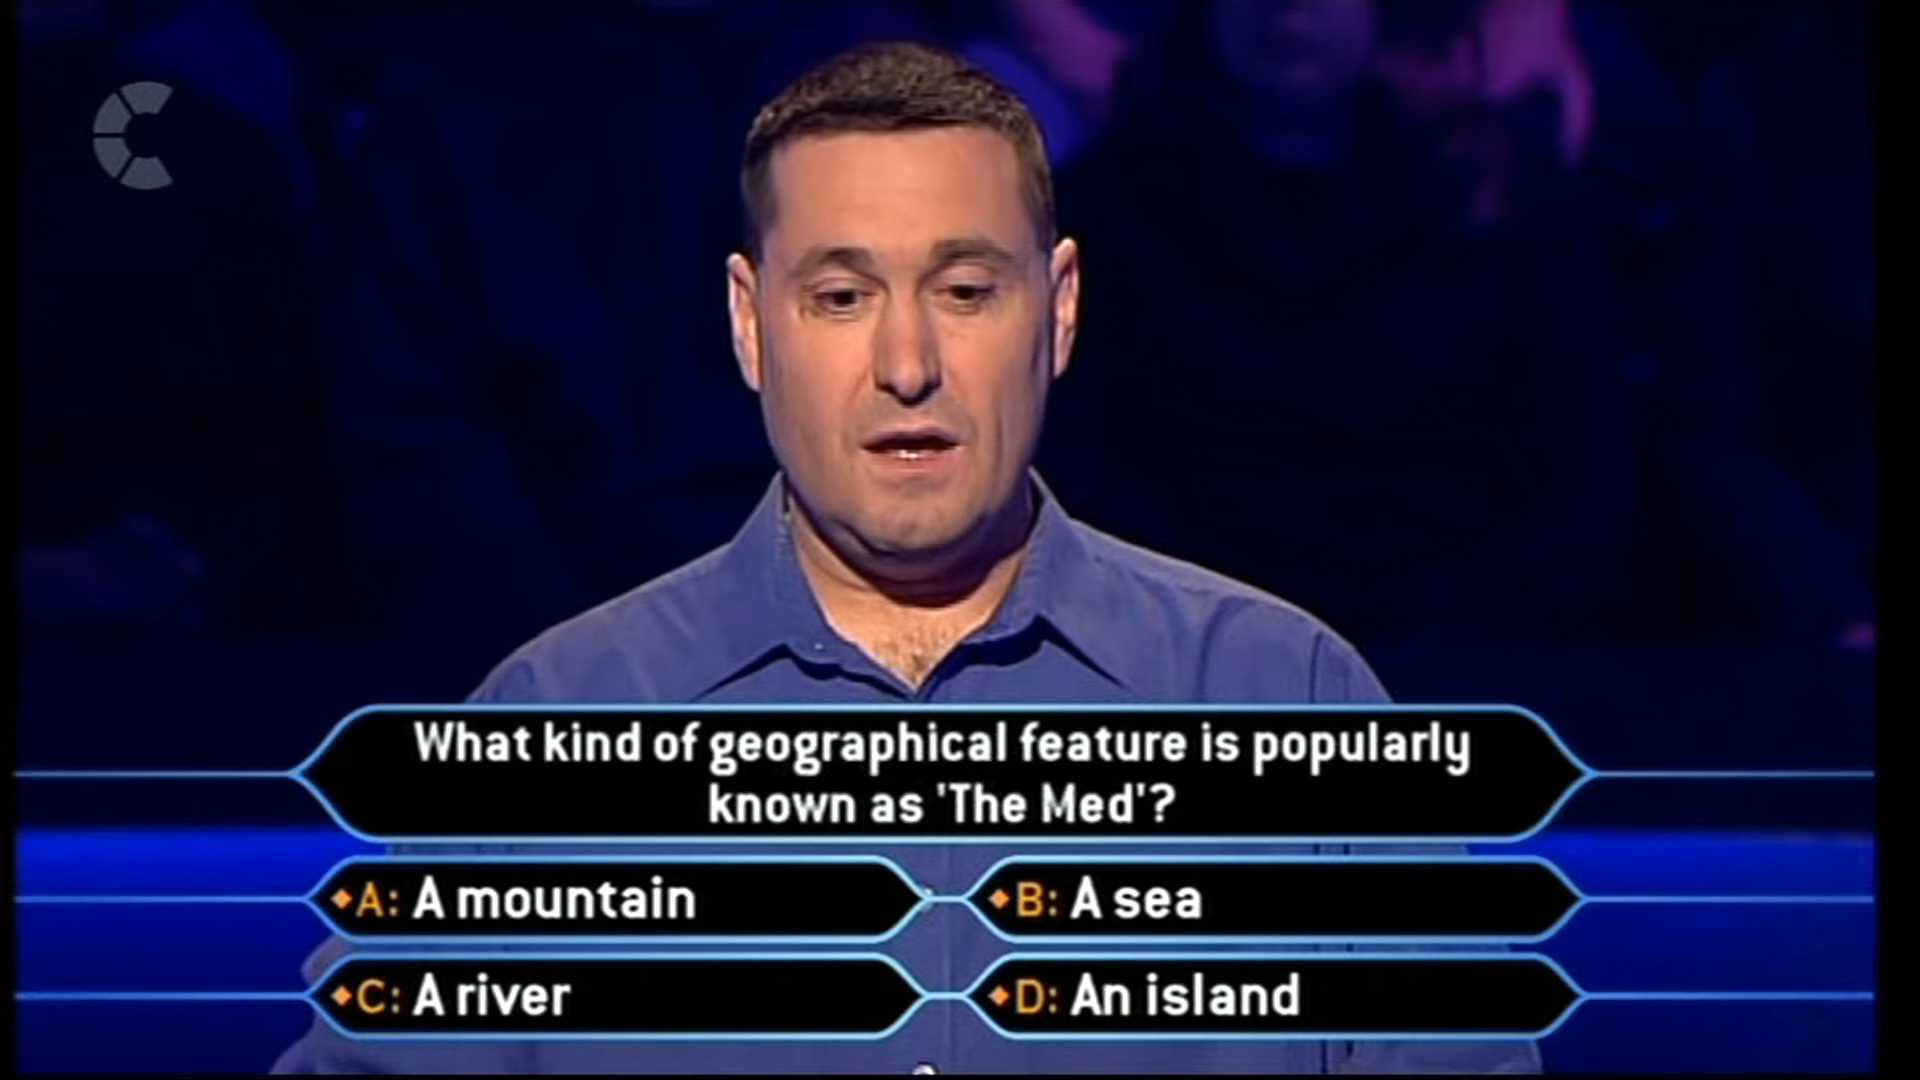 What kind of geographical feature is popularly
known as 'The Med'?
A: A mountain
B: A sea
C: A river
D: An island